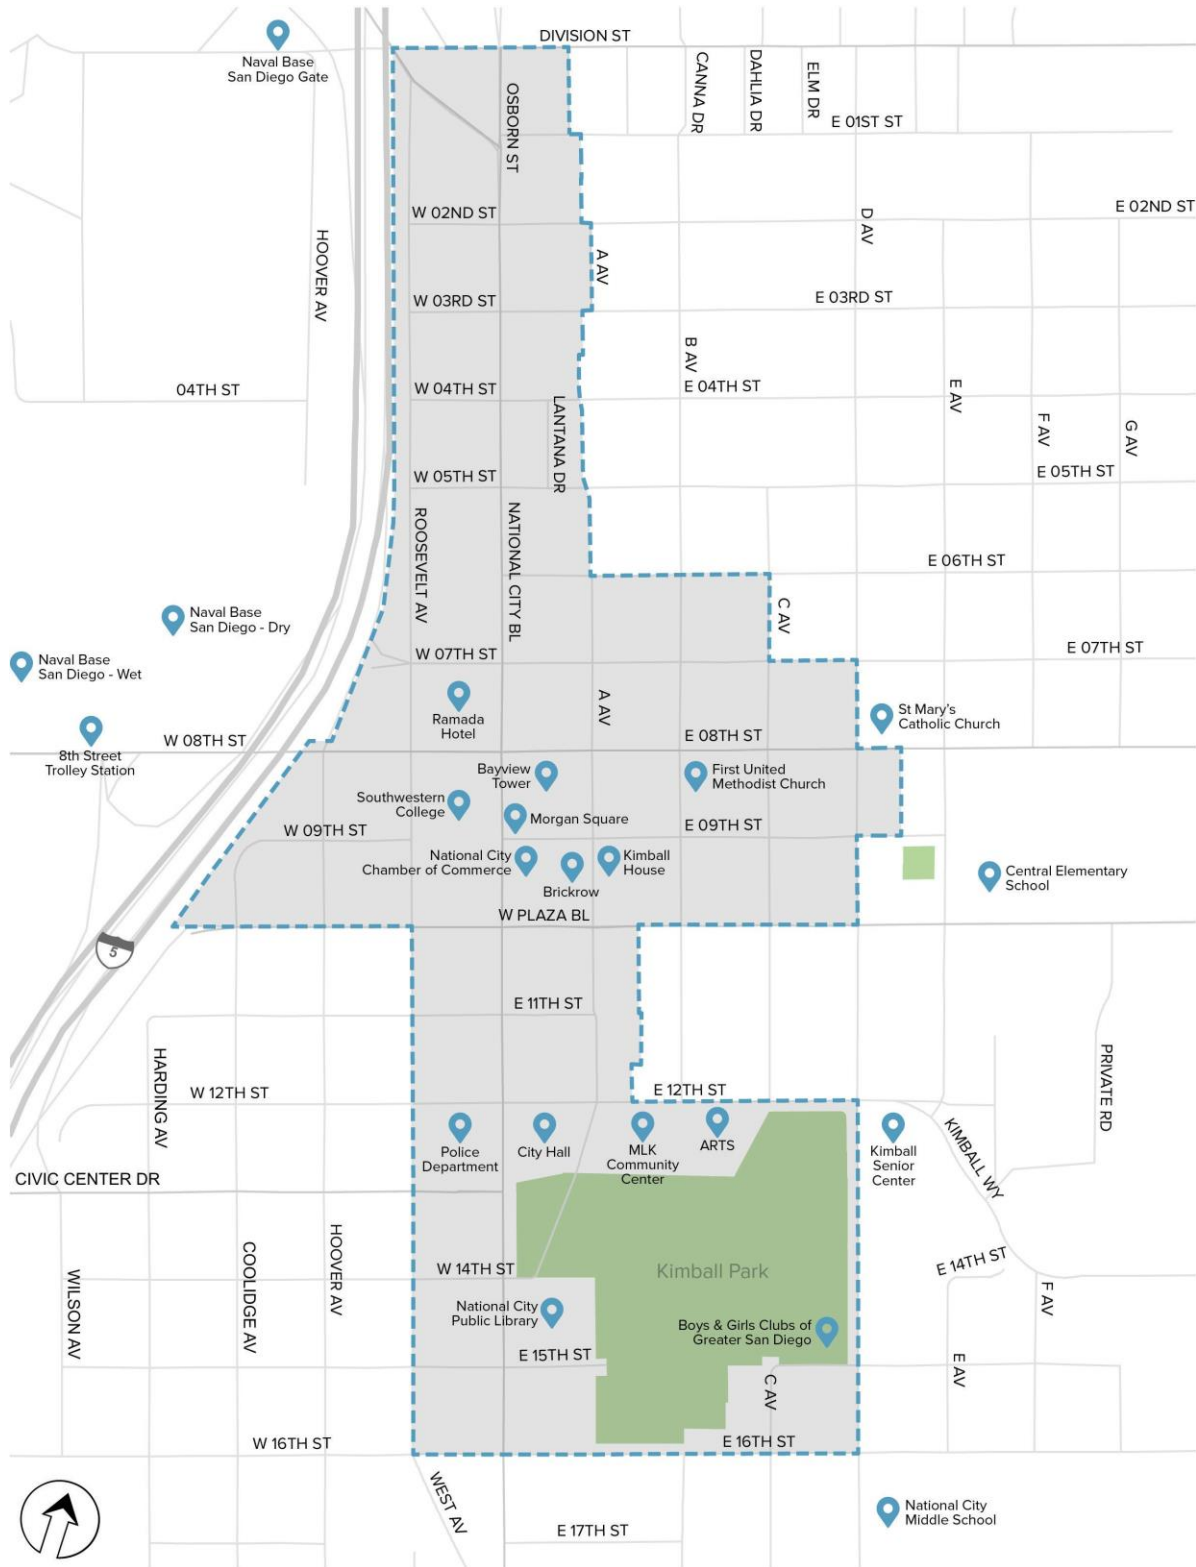 DIVISION ST
Naval Base
San Diego Gate
CANNA DR
DAHLIA DR
ELM DR
OSBORN ST
E 01ST ST
W 02ND ST
E 02ND ST
D AV
HOOVER AV
A AV
W 03RD ST
E 03RD ST
B AV
04TH ST
W 04TH ST
E 04TH ST
E AV
LANTANA DR
F AV
G AV
W 05TH ST
E 05TH ST
ROOSEVELT AV
NATIONAL CITY BL
E 06TH ST
C AV
Naval Base
San Diego - Dry
Naval Base
San Diego - Wet
W 07TH ST
E 07TH ST
A AV
Ramada
Hotel
St Mary's
Catholic Church
W 08TH ST
E 08TH ST
8th Street
Trolley Station
Bayview
Tower
First United
Methodist Church
Southwestern
College
Morgan Square
W 09TH ST
E 09TH ST
National City
Chamber of Commerce
Brickrow
Kimball
House
Central Elementary
School
W PLAZA BL
5
E 11TH ST
HARDING AV
PRIVATE RD
W 12TH ST
E 12TH ST
Police
Department
City Hall
MLK
Community
Center
ARTS
Kimball
Senior
Center
KIMBALL WY
CIVIC CENTER DR
HOOVER AV
COOLIDGE AV
WILSON AV
W 14TH ST
Kimball Park
E 14TH ST
F AV
National City
Public Library
Boys & Girls Clubs of
Greater San Diego
E 15TH ST
E AV
C AV
W 16TH ST
E 16TH ST
WEST AV
National City
Middle School
E 17TH ST